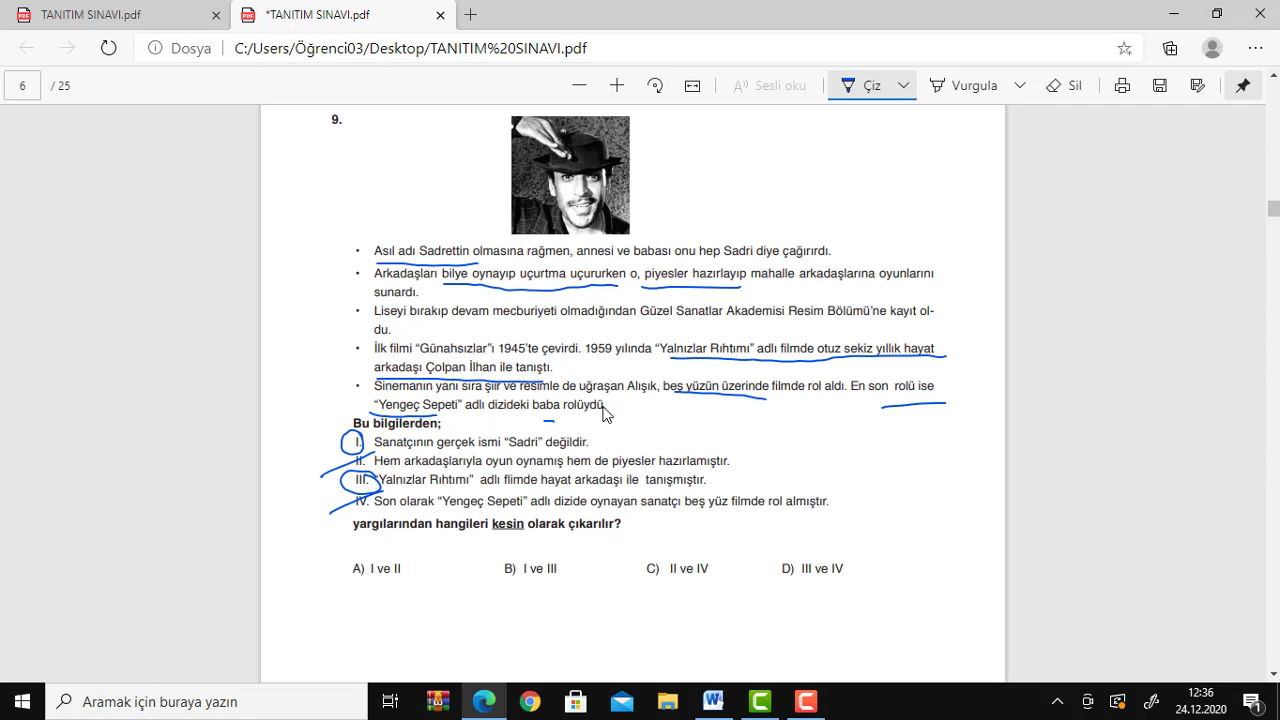 TANITIM SINAVI.pdf
*TANITIM SINAVI.pdf
Dosya
C:/Users/Öğrenci03/Desktop/TANITIM%20SINAVI.pdf
6 / 25
Sesli oku
Çiz
Vurgula
Sil
9.
• Asıl adı Sadrettin olmasına rağmen, annesi ve babası onu hep Sadri diye çağırırdı.
• Arkadaşları bilye oynayıp uçurtma uçururken o, piyesler hazırlayıp mahalle arkadaşlarına oyunlarını
sunardı.
• Liseyi bırakıp devam mecburiyeti olmadığından Güzel Sanatlar Akademisi Resim Bölümü’ne kayıt ol-
du.
• İlk filmi “Günahsızlar”ı 1945’te çevirdi. 1959 yılında “Yalnızlar Rıhtımı” adlı filmde otuz sekiz yıllık hayat
arkadaşı Çolpan İlhan ile tanıştı.
• Sinemanın yanı sıra şiir ve resimle de uğraşan Alışık, beş yüzün üzerinde filmde rol aldı. En son rolü ise
“Yengeç Sepeti” adlı dizideki baba rolüydü.
Bu bilgilerden;
I. Sanatçının gerçek ismi “Sadri” değildir.
II. Hem arkadaşlarıyla oyun oynamış hem de piyesler hazırlamıştır.
III. “Yalnızlar Rıhtımı” adlı flimde hayat arkadaşı ile tanışmıştır.
IV. Son olarak “Yengeç Sepeti” adlı dizide oynayan sanatçı beş yüz filmde rol almıştır.
yargılarından hangileri kesin olarak çıkarılır?
A) I ve II
B) I ve III
C) II ve IV
D) III ve IV
Aramak için buraya yazın
12:36
24.12.2020
1